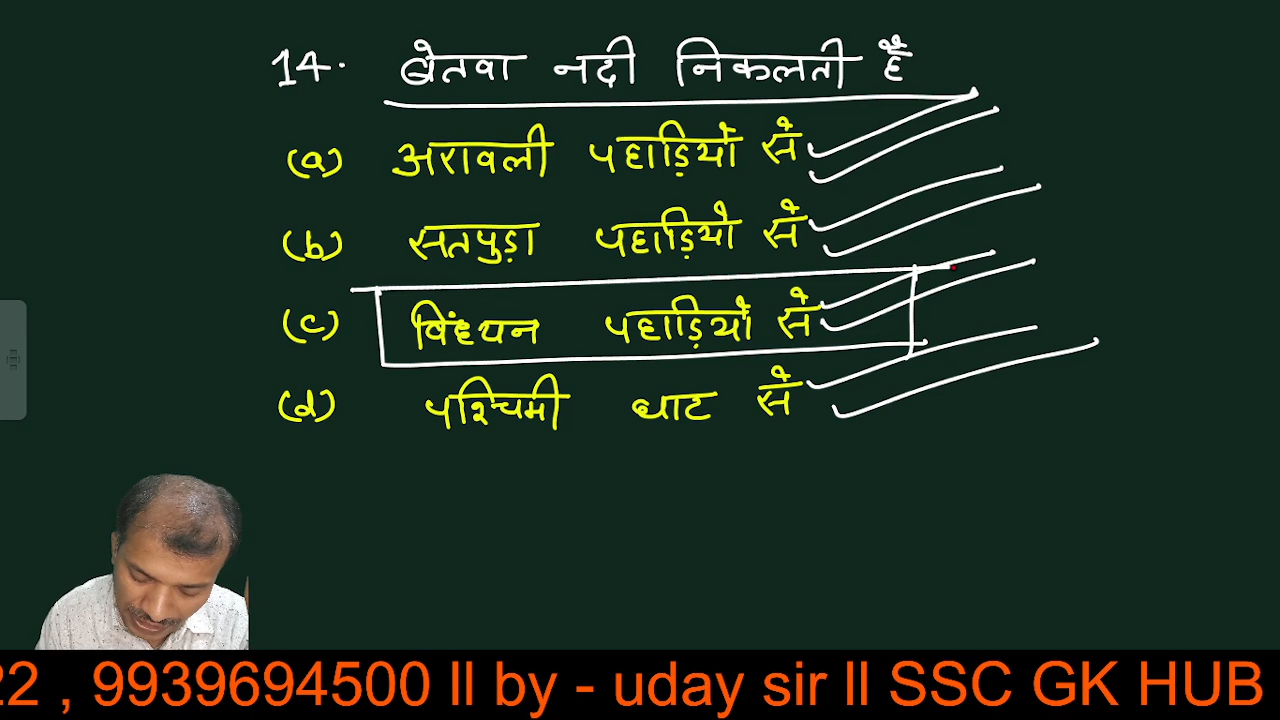 14. बेतवा नदी निकलती है
(a) अरावली पहाड़ियों से
(b) सतपुड़ा पहाड़ियों से
(c) विंध्यन पहाड़ियों से
(d) पश्चिमी घाट से
22 , 9939694500 ll by - uday sir ll SSC GK HUB